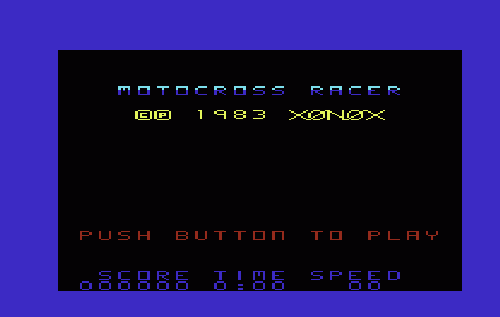 MOTOCROSS RACER
©℗ 1983 XONOX
PUSH BUTTON TO PLAY
SCORE TIME SPEED
000000 0:00 00